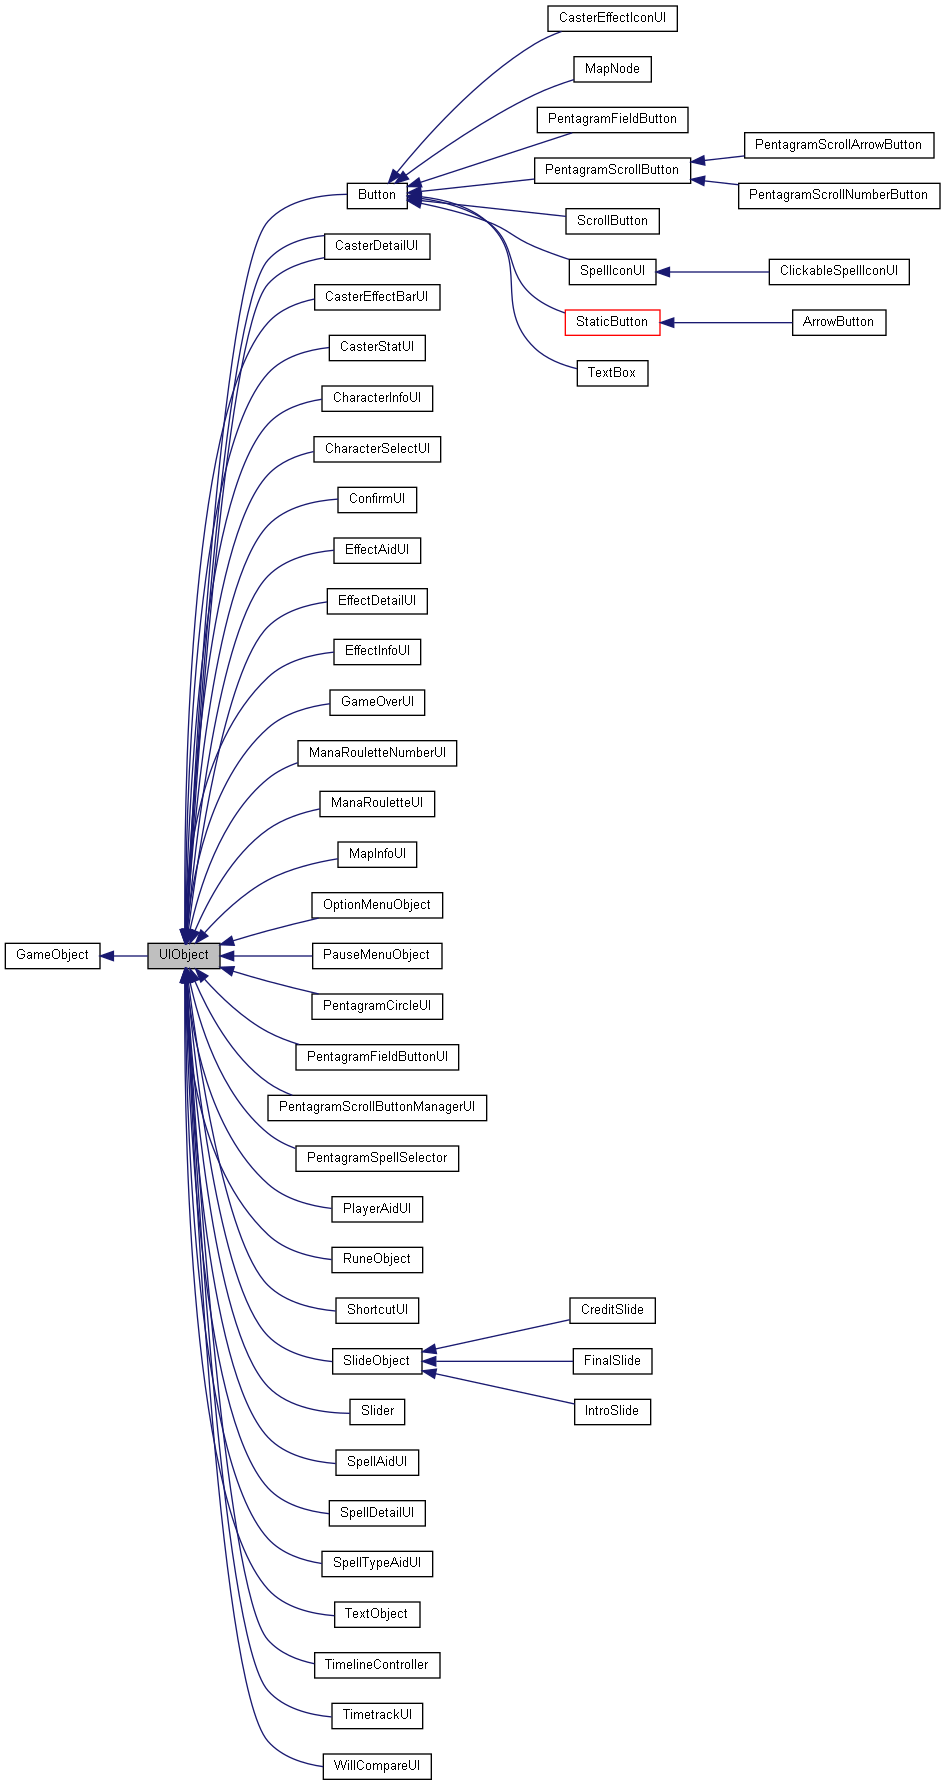 CasterEffectIconUI
MapNode
PentagramFieldButton
PentagramScrollArrowButton
PentagramScrollButton
Button
PentagramScrollNumberButton
ScrollButton
CasterDetailUI
SpellIconUI
ClickableSpellIconUI
CasterEffectBarUI
StaticButton
ArrowButton
CasterStatUI
TextBox
CharacterInfoUI
CharacterSelectUI
ConfirmUI
EffectAidUI
EffectDetailUI
EffectInfoUI
GameOverUI
ManaRouletteNumberUI
ManaRouletteUI
MapInfoUI
OptionMenuObject
GameObject
UIObject
PauseMenuObject
PentagramCircleUI
PentagramFieldButtonUI
PentagramScrollButtonManagerUI
PentagramSpellSelector
PlayerAidUI
RuneObject
ShortcutUI
CreditSlide
SlideObject
FinalSlide
IntroSlide
Slider
SpellAidUI
SpellDetailUI
SpellTypeAidUI
TextObject
TimelineController
TimetrackUI
WillCompareUI